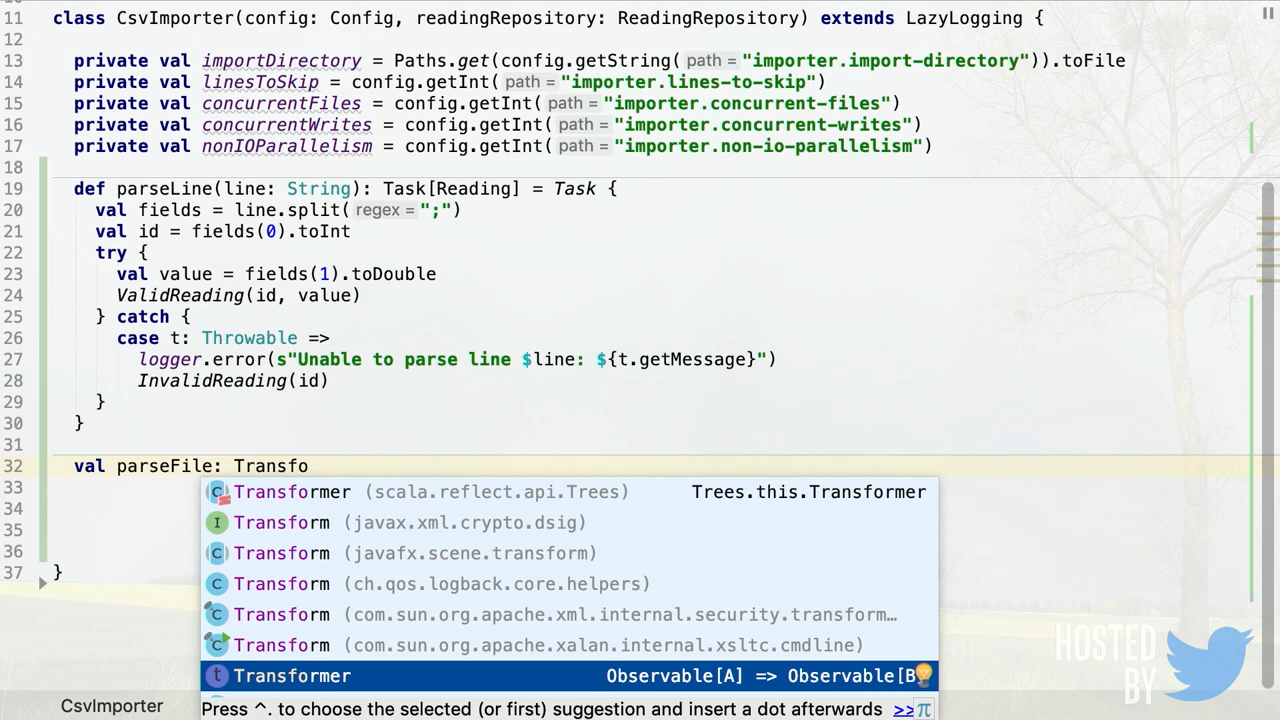 11 class CsvImporter(config: Config, readingRepository: ReadingRepository) extends LazyLogging {
12
13 private val importDirectory = Paths.get(config.getString( path = "importer.import-directory")).toFile
14 private val linesToSkip = config.getInt( path = "importer.lines-to-skip")
15 private val concurrentFiles = config.getInt( path = "importer.concurrent-files")
16 private val concurrentWrites = config.getInt( path = "importer.concurrent-writes")
17 private val nonIOParallelism = config.getInt( path = "importer.non-io-parallelism")
18
19 def parseLine(line: String): Task[Reading] = Task {
20 val fields = line.split( regex = ";")
21 val id = fields(0).toInt
22 try {
23 val value = fields(1).toDouble
24 ValidReading(id, value)
25 } catch {
26 case t: Throwable =>
27 logger.error(s"Unable to parse line $line: ${t.getMessage}")
28 InvalidReading(id)
29 }
30 }
31
32 val parseFile: Transfo
33 C Transformer (scala.reflect.api.Trees) Trees.this.Transformer
34 I Transform (javax.xml.crypto.dsig)
35 C Transform (javafx.scene.transform)
36 C Transform (ch.qos.logback.core.helpers)
37 } C Transform (com.sun.org.apache.xml.internal.security.transform…
C Transform (com.sun.org.apache.xalan.internal.xsltc.cmdline)
t Transformer Observable[A] => Observable[B
Press ^. to choose the selected (or first) suggestion and insert a dot afterwards >> π
CsvImporter
HOSTED
BY